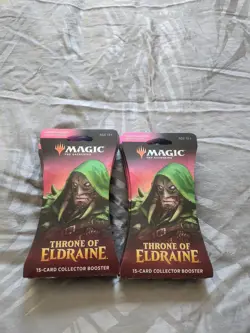 MAGIC
THE GATHERING
THRONE OF
ELDRAINE
15-CARD COLLECTOR BOOSTER
MAGIC
THE GATHERING
THRONE OF
ELDRAINE
15-CARD COLLECTOR BOOSTER